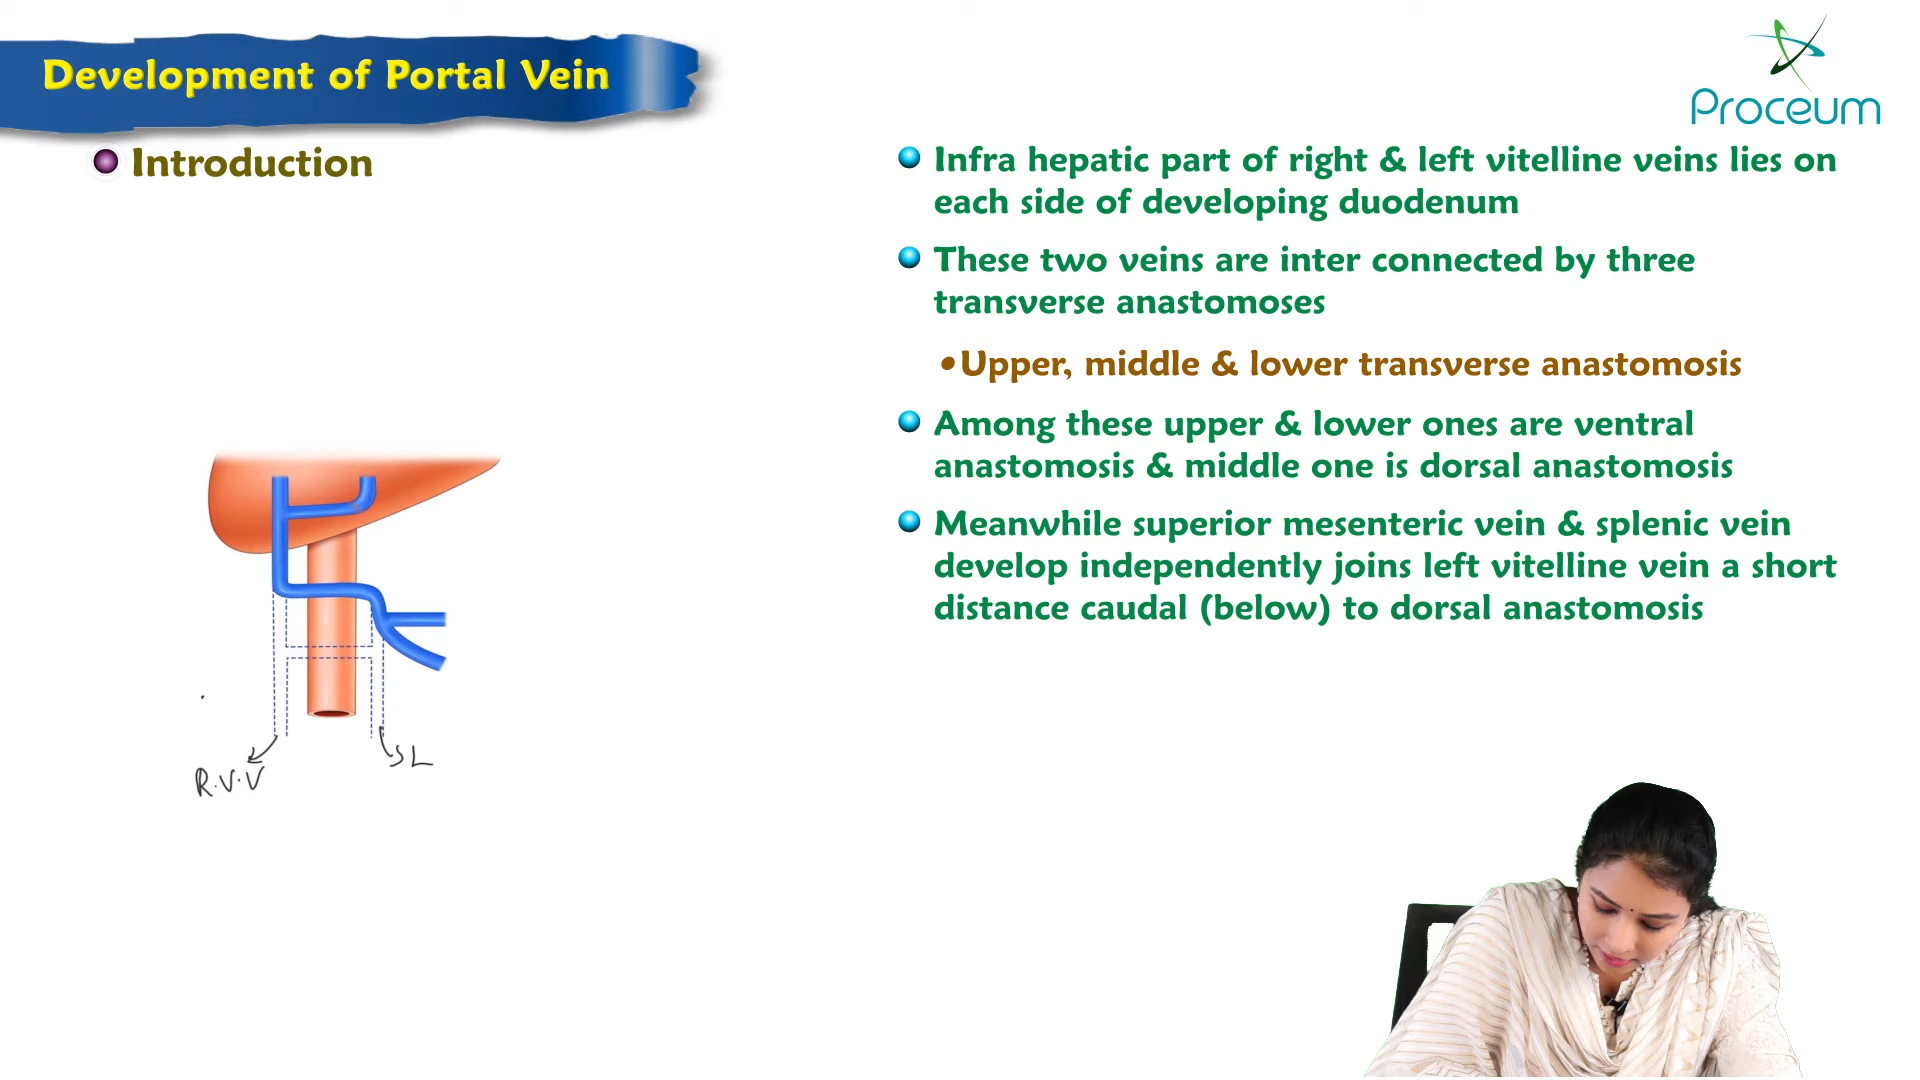 Development of Portal Vein
Proceum
Introduction
Infra hepatic part of right & left vitelline veins lies on
each side of developing duodenum
These two veins are inter connected by three
transverse anastomoses
•Upper, middle & lower transverse anastomosis
Among these upper & lower ones are ventral
anastomosis & middle one is dorsal anastomosis
Meanwhile superior mesenteric vein & splenic vein
develop independently joins left vitelline vein a short
distance caudal (below) to dorsal anastomosis
R.V.V